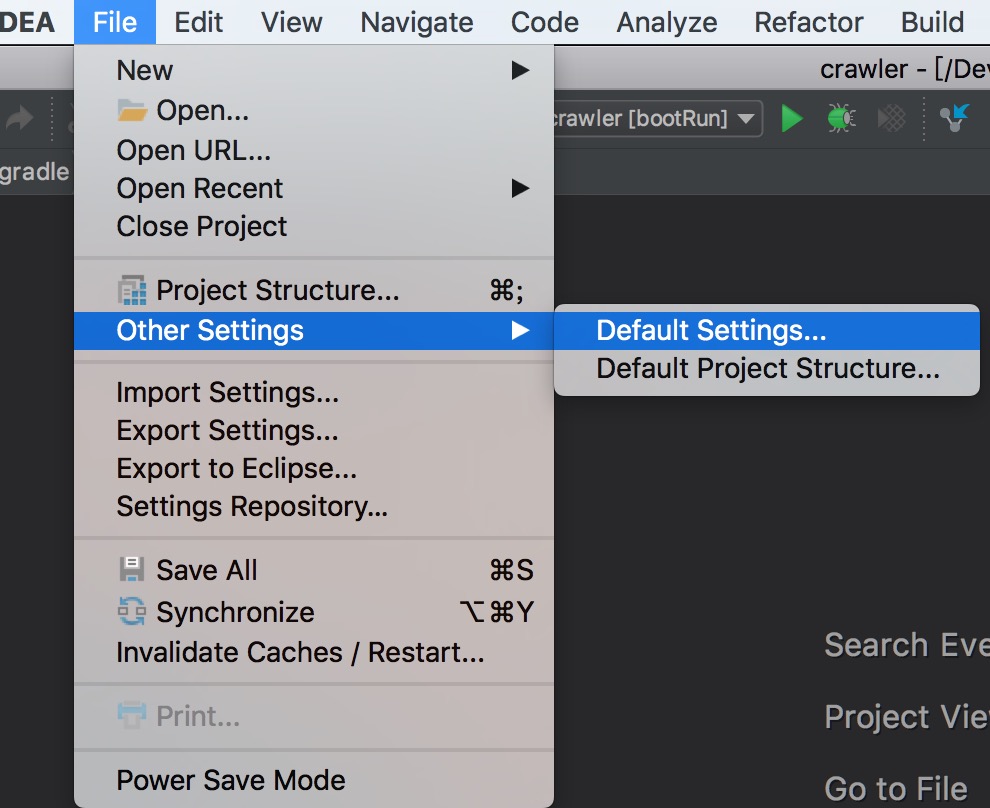 DEA File Edit View Navigate Code Analyze Refactor Build
crawler - [/Dev
crawler [bootRun]
gradle
New
Open...
Open URL...
Open Recent
Close Project
Project Structure... ⌘;
Other Settings
Default Settings...
Default Project Structure...
Import Settings...
Export Settings...
Export to Eclipse...
Settings Repository...
Save All ⌘S
Synchronize ⌥⌘Y
Invalidate Caches / Restart...
Print...
Power Save Mode
Search Eve
Project Vie
Go to File